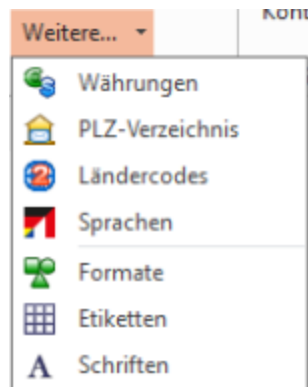 Weitere...
Währungen
PLZ-Verzeichnis
Ländercodes
Sprachen
Formate
Etiketten
Schriften